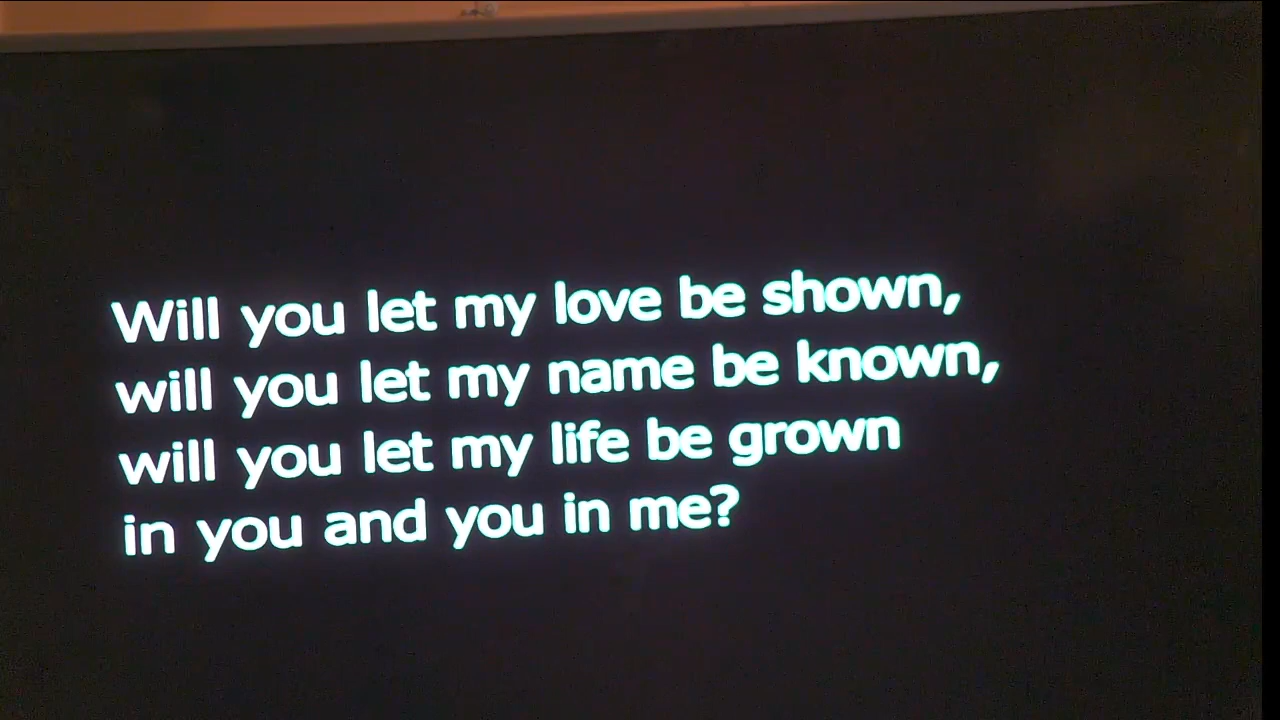 Will you let my love be shown,
will you let my name be known,
will you let my life be grown
in you and you in me?